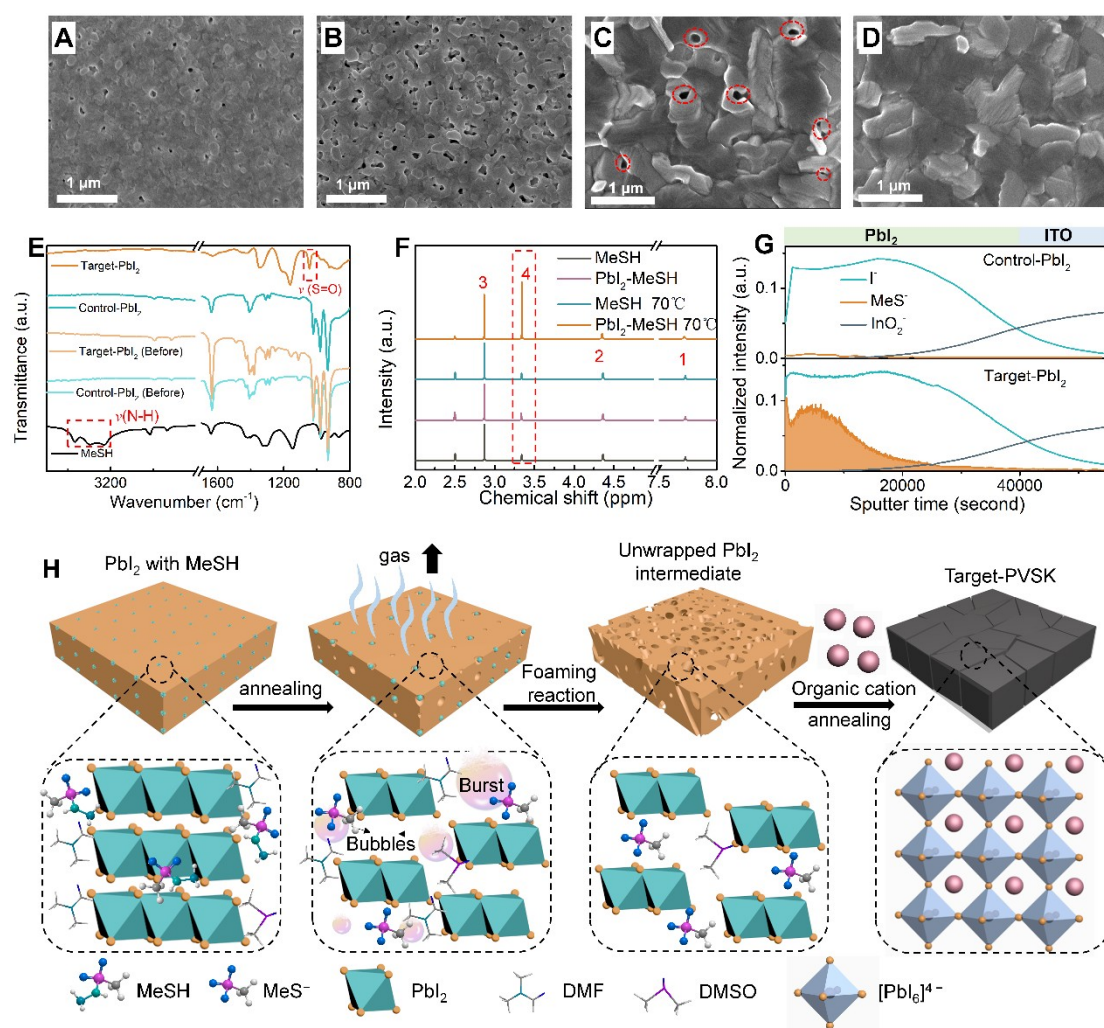 A
B
C
D
1 μm
1 μm
1 μm
1 μm
E
Target-PbI₂
ν (S=O)
Control-PbI₂
Target-PbI₂ (Before)
Control-PbI₂ (Before)
ν(N-H)
MeSH
Transmittance (a.u.)
3200 1600 1200 800
Wavenumber (cm⁻¹)
F
MeSH
PbI₂-MeSH
MeSH 70℃
PbI₂-MeSH 70℃
3
4
2
1
Intensity (a.u.)
2.0 2.5 3.0 3.5 4.0 4.5 5.0 7.5 8.0
Chemical shift (ppm)
G
PbI₂ ITO
Control-PbI₂
I⁻
MeS⁻
InO₂⁻
0.1
0.0
Target-PbI₂
0.1
0.0
Normalized intensity (a.u.)
0 20000 40000
Sputter time (second)
H
PbI₂ with MeSH
gas
Unwrapped PbI₂
intermediate
Target-PVSK
annealing
Foaming
reaction
Organic cation
annealing
Burst
Bubbles
MeSH
MeS⁻
PbI₂
DMF
DMSO
[PbI₆]⁴⁻